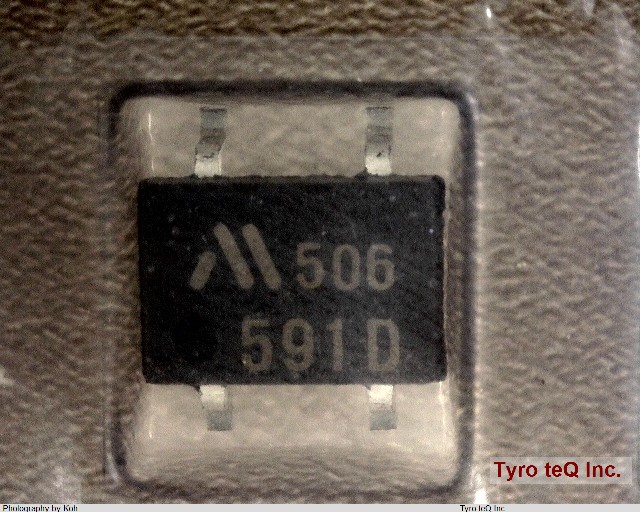 506
591D
Tyro teQ Inc.
Photography by Koh
Tyro teQ Inc